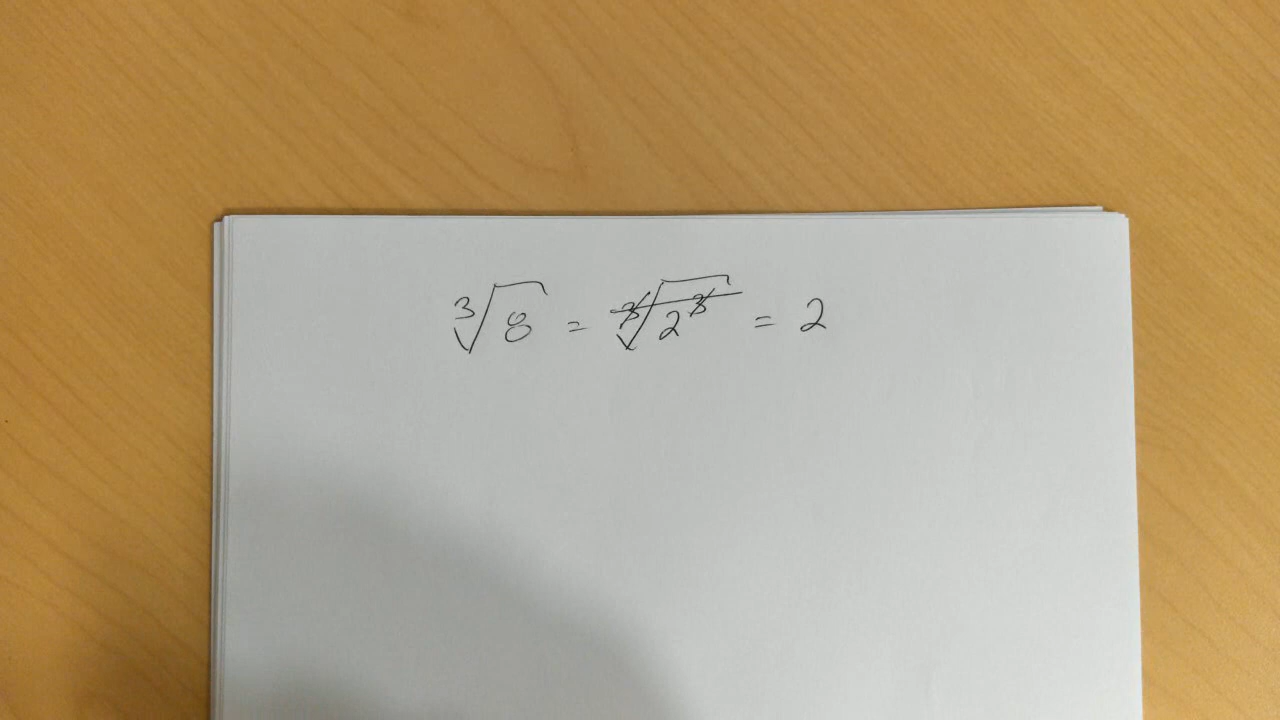 ∛8 = ∛2³ = 2